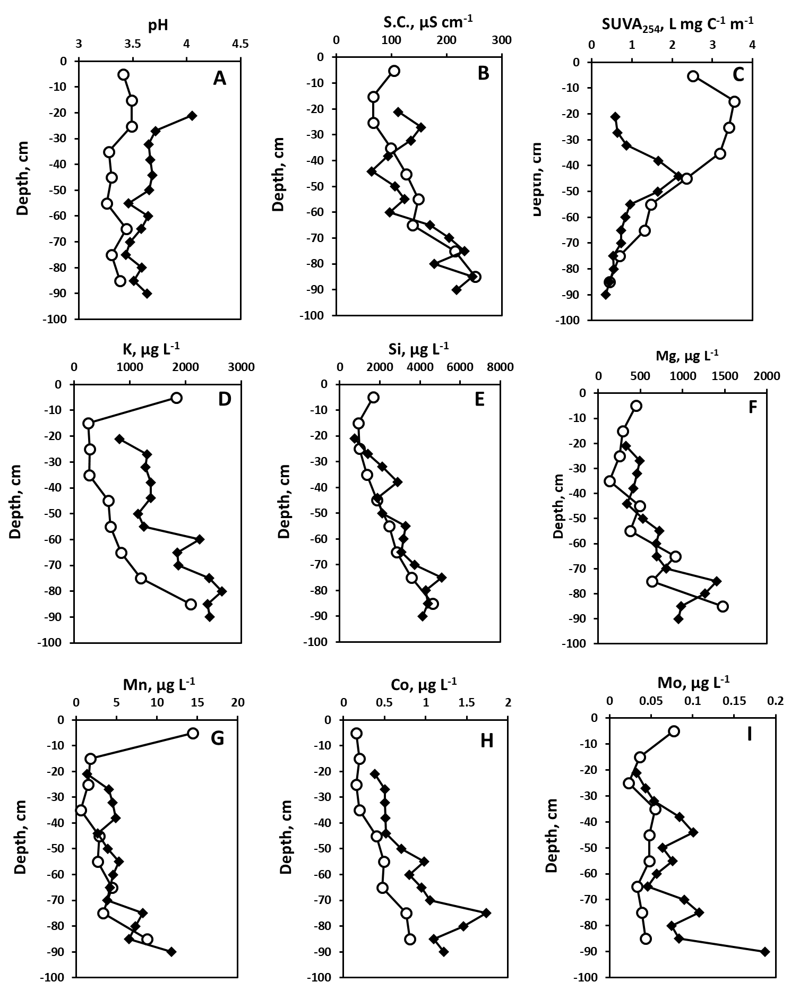 pH
3 3.5 4 4.5
A
0
-10
-20
-30
-40
-50
-60
-70
-80
-90
-100
Depth, cm
S.C., µS cm-1
0 100 200 300
B
0
-10
-20
-30
-40
-50
-60
-70
-80
-90
-100
Depth, cm
SUVA254, L mg C-1 m-1
0 1 2 3 4
C
0
-10
-20
-30
-40
-50
-60
-70
-80
-90
-100
Depth, cm
K, µg L-1
0 1000 2000 3000
D
0
-10
-20
-30
-40
-50
-60
-70
-80
-90
-100
Depth, cm
Si, µg L-1
0 2000 4000 6000 8000
E
0
-10
-20
-30
-40
-50
-60
-70
-80
-90
-100
Depth, cm
Mg, µg L-1
0 500 1000 1500 2000
F
0
-10
-20
-30
-40
-50
-60
-70
-80
-90
-100
Depth, cm
Mn, µg L-1
0 5 10 15 20
G
0
-10
-20
-30
-40
-50
-60
-70
-80
-90
-100
Depth, cm
Co, µg L-1
0 0.5 1 1.5 2
H
0
-10
-20
-30
-40
-50
-60
-70
-80
-90
-100
Depth, cm
Mo, µg L-1
0 0.05 0.1 0.15 0.2
I
0
-10
-20
-30
-40
-50
-60
-70
-80
-90
-100
Depth, cm